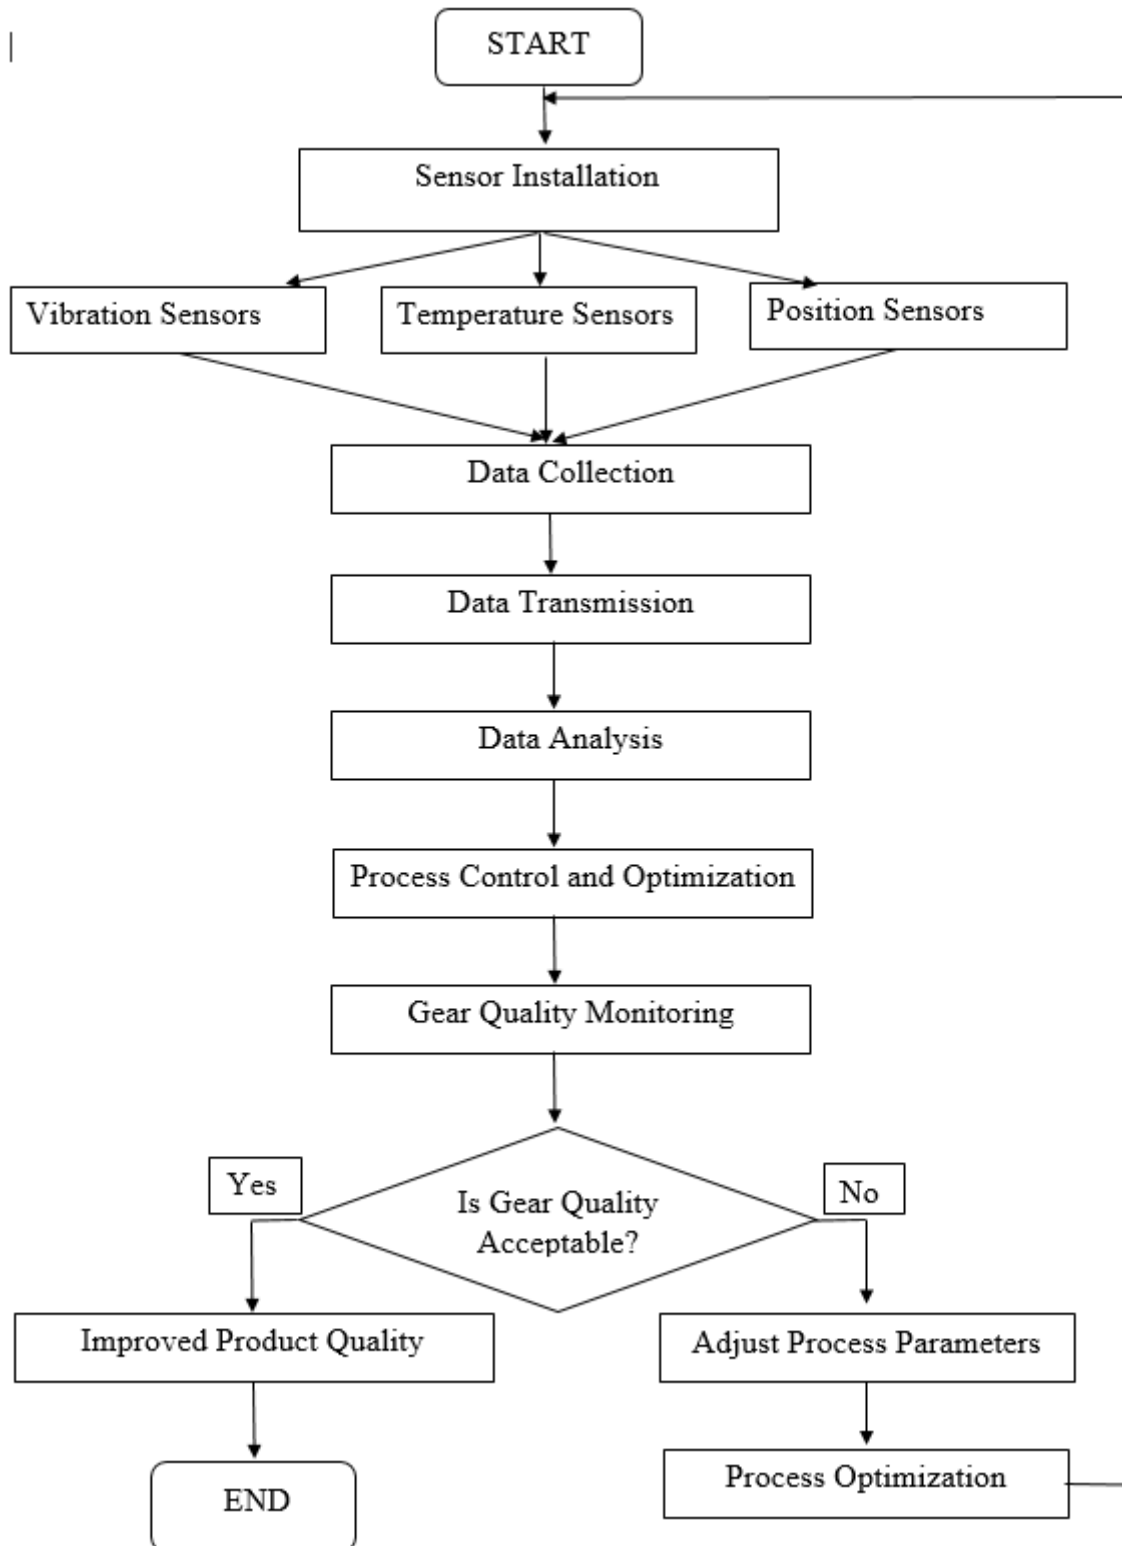 START
Sensor Installation
Vibration Sensors
Temperature Sensors
Position Sensors
Data Collection
Data Transmission
Data Analysis
Process Control and Optimization
Gear Quality Monitoring
Yes
No
Is Gear Quality
Acceptable?
Improved Product Quality
Adjust Process Parameters
Process Optimization
END